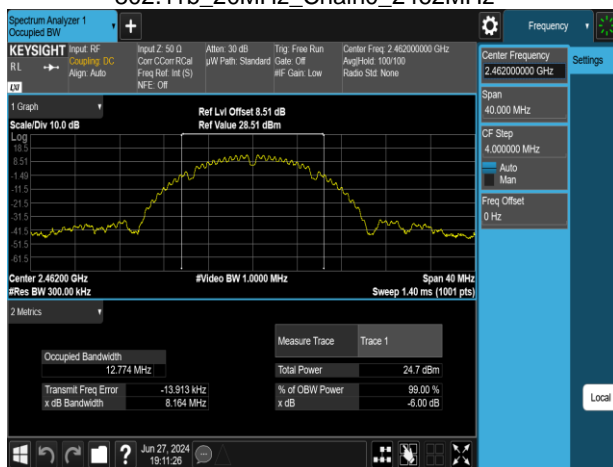 802.11b_20MHz_Chain0_2462MHz
Spectrum Analyzer 1
Occupied BW
Frequency
KEYSIGHT
RL
Input: RF
Coupling: DC
Align: Auto
Input Z: 50 Ω
Corr CCorr RCal
Freq Ref: Int (S)
NFE: Off
Atten: 30 dB
µW Path: Standard
Trig: Free Run
Gate: Off
#IF Gain: Low
Center Freq: 2.462000000 GHz
Avg|Hold: 100/100
Radio Std: None
LXI
Center Frequency
2.462000000 GHz
Settings
Span
40.000 MHz
CF Step
4.000000 MHz
Auto
Man
Freq Offset
0 Hz
Local
1 Graph
Scale/Div 10.0 dB
Ref Lvl Offset 8.51 dB
Ref Value 28.51 dBm
Log
18.5
8.51
-1.49
-11.5
-21.5
-31.5
-41.5
-51.5
-61.5
Center 2.46200 GHz
#Video BW 1.0000 MHz
Span 40 MHz
#Res BW 300.00 kHz
Sweep 1.40 ms (1001 pts)
2 Metrics
Measure Trace Trace 1
Occupied Bandwidth
12.774 MHz
Total Power 24.7 dBm
Transmit Freq Error -13.913 kHz
% of OBW Power 99.00 %
x dB Bandwidth 8.164 MHz
x dB -6.00 dB
Jun 27, 2024
19:11:26